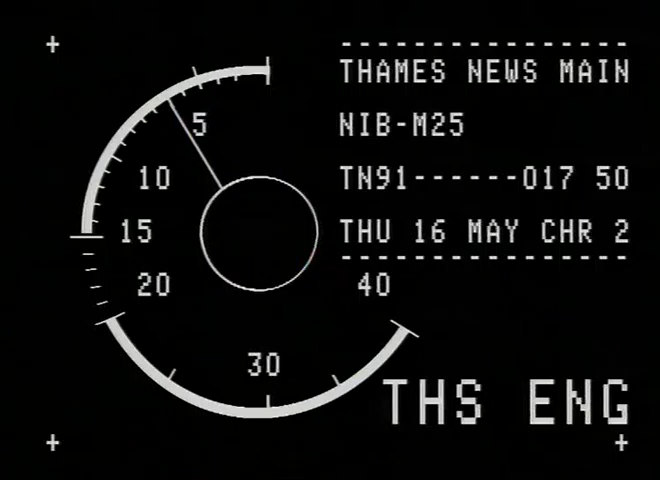 THAMES NEWS MAIN
NIB-M25
TN91------017 50
THU 16 MAY CHR 2
5
10
15
20
30
40
THS ENG